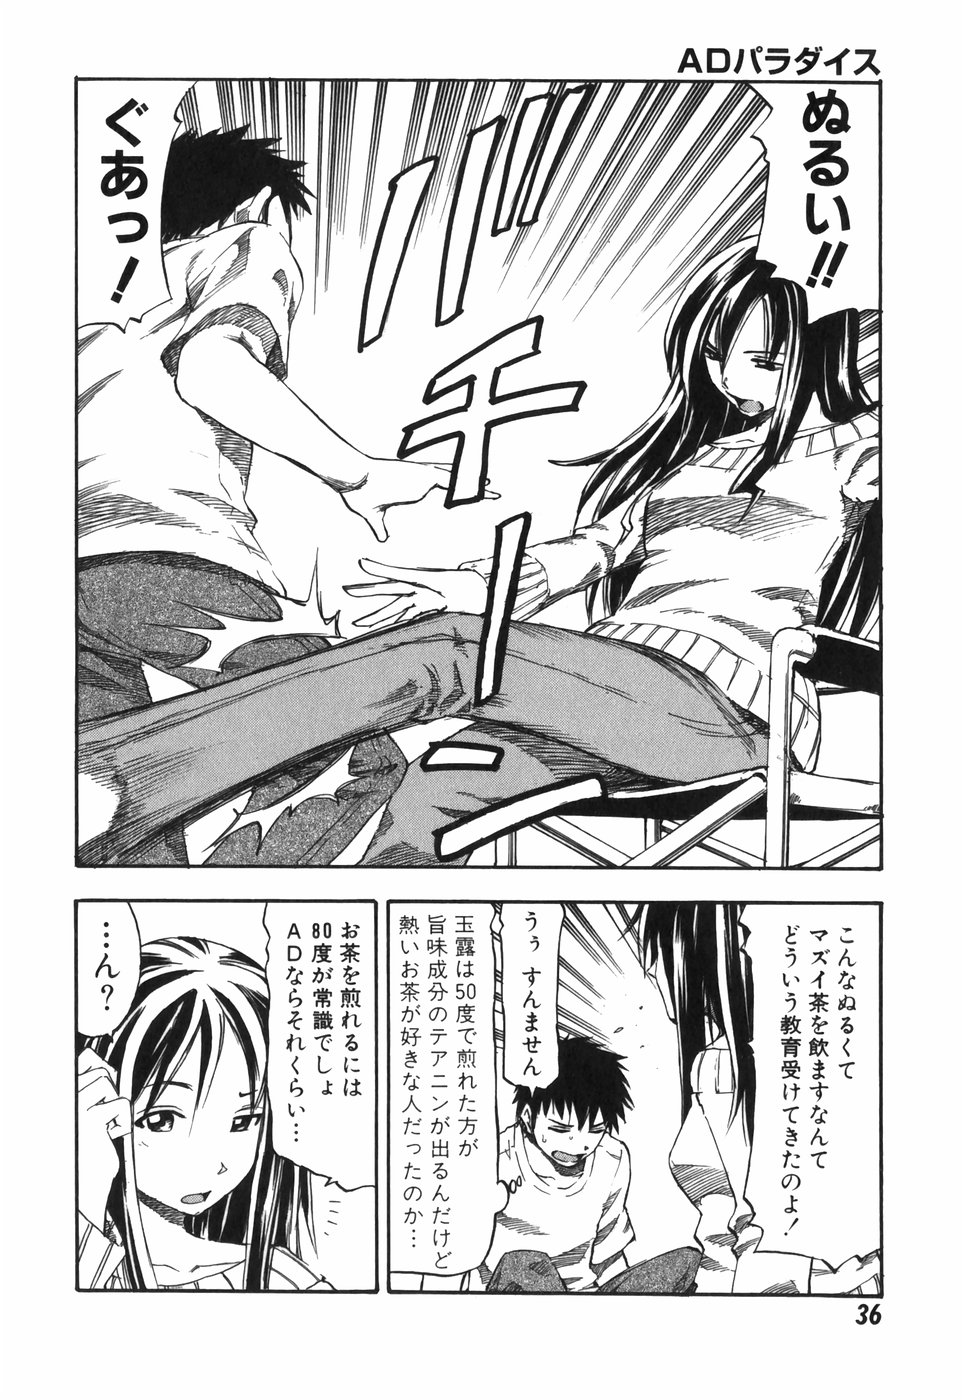 ADパラダイス
ぬるい!!
ガチーン
ぐあっ!
こんなぬるくて
マズイ茶を飲ますなんて
どういう教育受けてきたのよ!
うぅ すんません
玉露は50度で煎れた方が
旨味成分のテアニンが出るんだけど
熱いお茶が好きな人だったのか…
お茶を煎れるには
80度が常識でしょ
ADならそれくらい…
…ん?
36